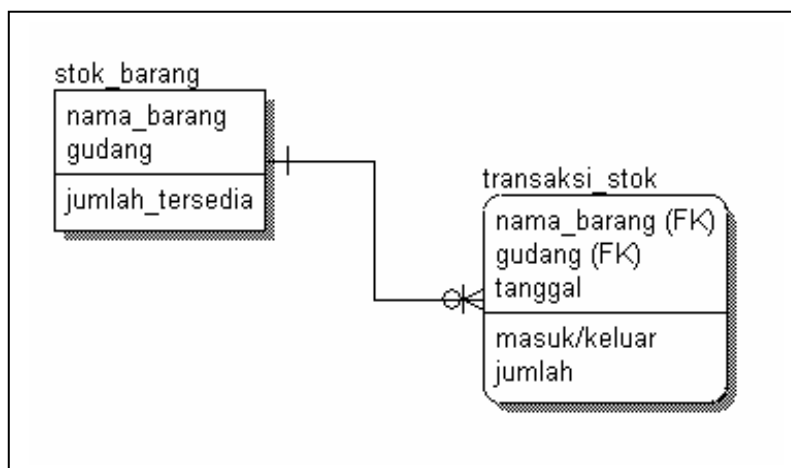 stok_barang
nama_barang
gudang
jumlah_tersedia
transaksi_stok
nama_barang (FK)
gudang (FK)
tanggal
masuk/keluar
jumlah